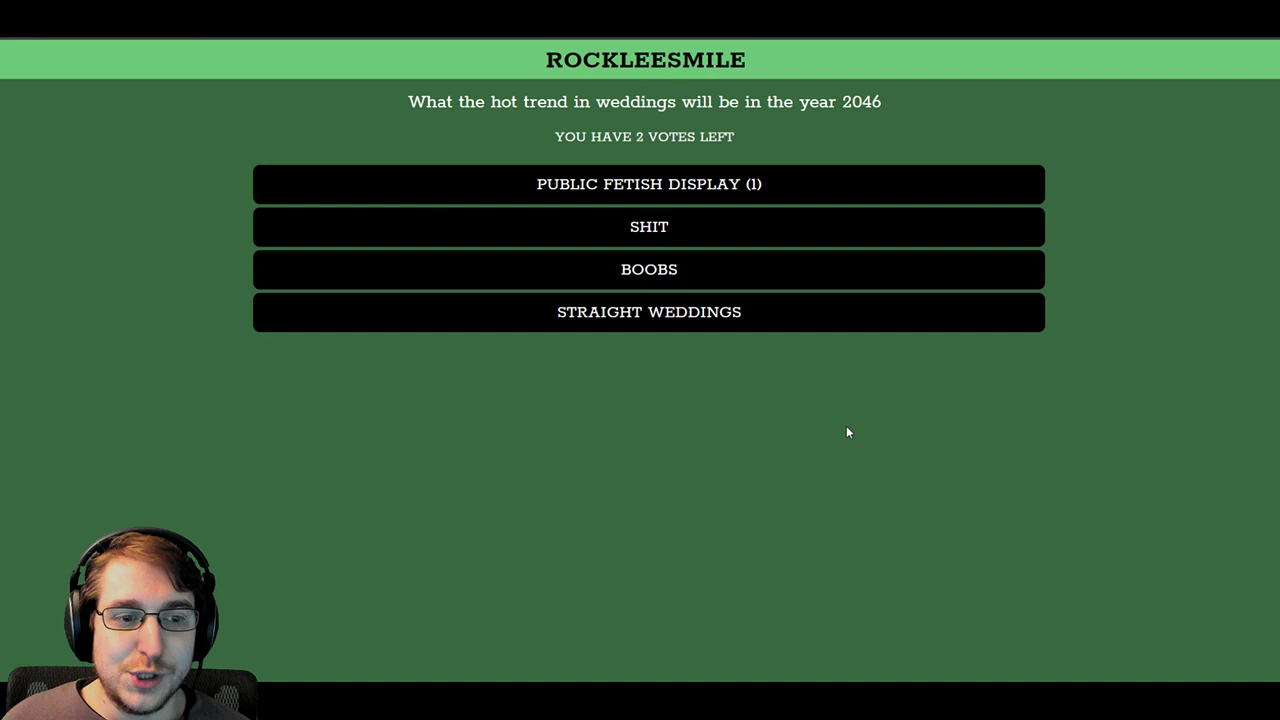 ROCKLEESMILE
What the hot trend in weddings will be in the year 2046
YOU HAVE 2 VOTES LEFT
PUBLIC FETISH DISPLAY (1)
SHIT
BOOBS
STRAIGHT WEDDINGS